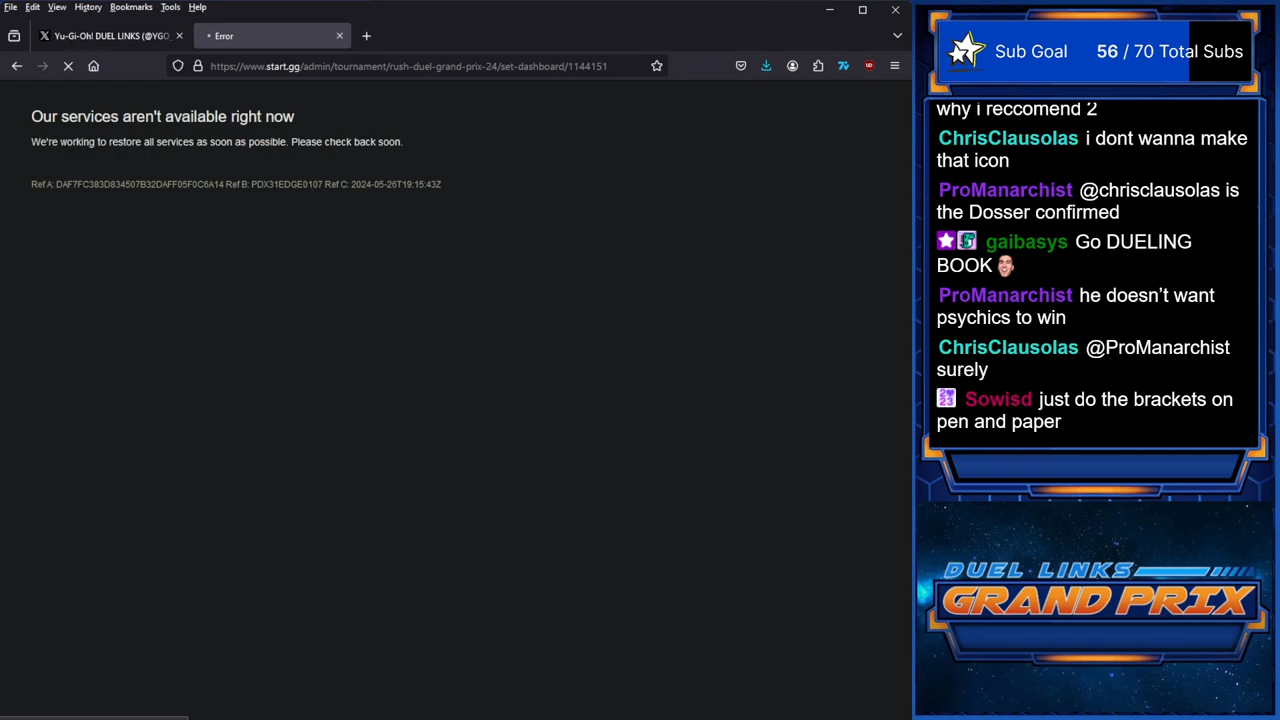 File Edit View History Bookmarks Tools Help
Yu-Gi-Oh! DUEL LINKS (@YGO_
Error
https://www.start.gg/admin/tournament/rush-duel-grand-prix-24/set-dashboard/1144151
Our services aren't available right now
We're working to restore all services as soon as possible. Please check back soon.
Ref A: DAF7FC383D834507B32DAFF05F0C6A14 Ref B: PDX31EDGE0107 Ref C: 2024-05-26T19:15:43Z
Sub Goal 56 / 70 Total Subs
why i reccomend 2
ChrisClausolas i dont wanna make
that icon
ProManarchist @chrisclausolas is
the Dosser confirmed
gaibasys Go DUELING
BOOK
ProManarchist he doesn't want
psychics to win
ChrisClausolas @ProManarchist
surely
Sowisd just do the brackets on
pen and paper
DUEL LINKS
GRAND PRIX